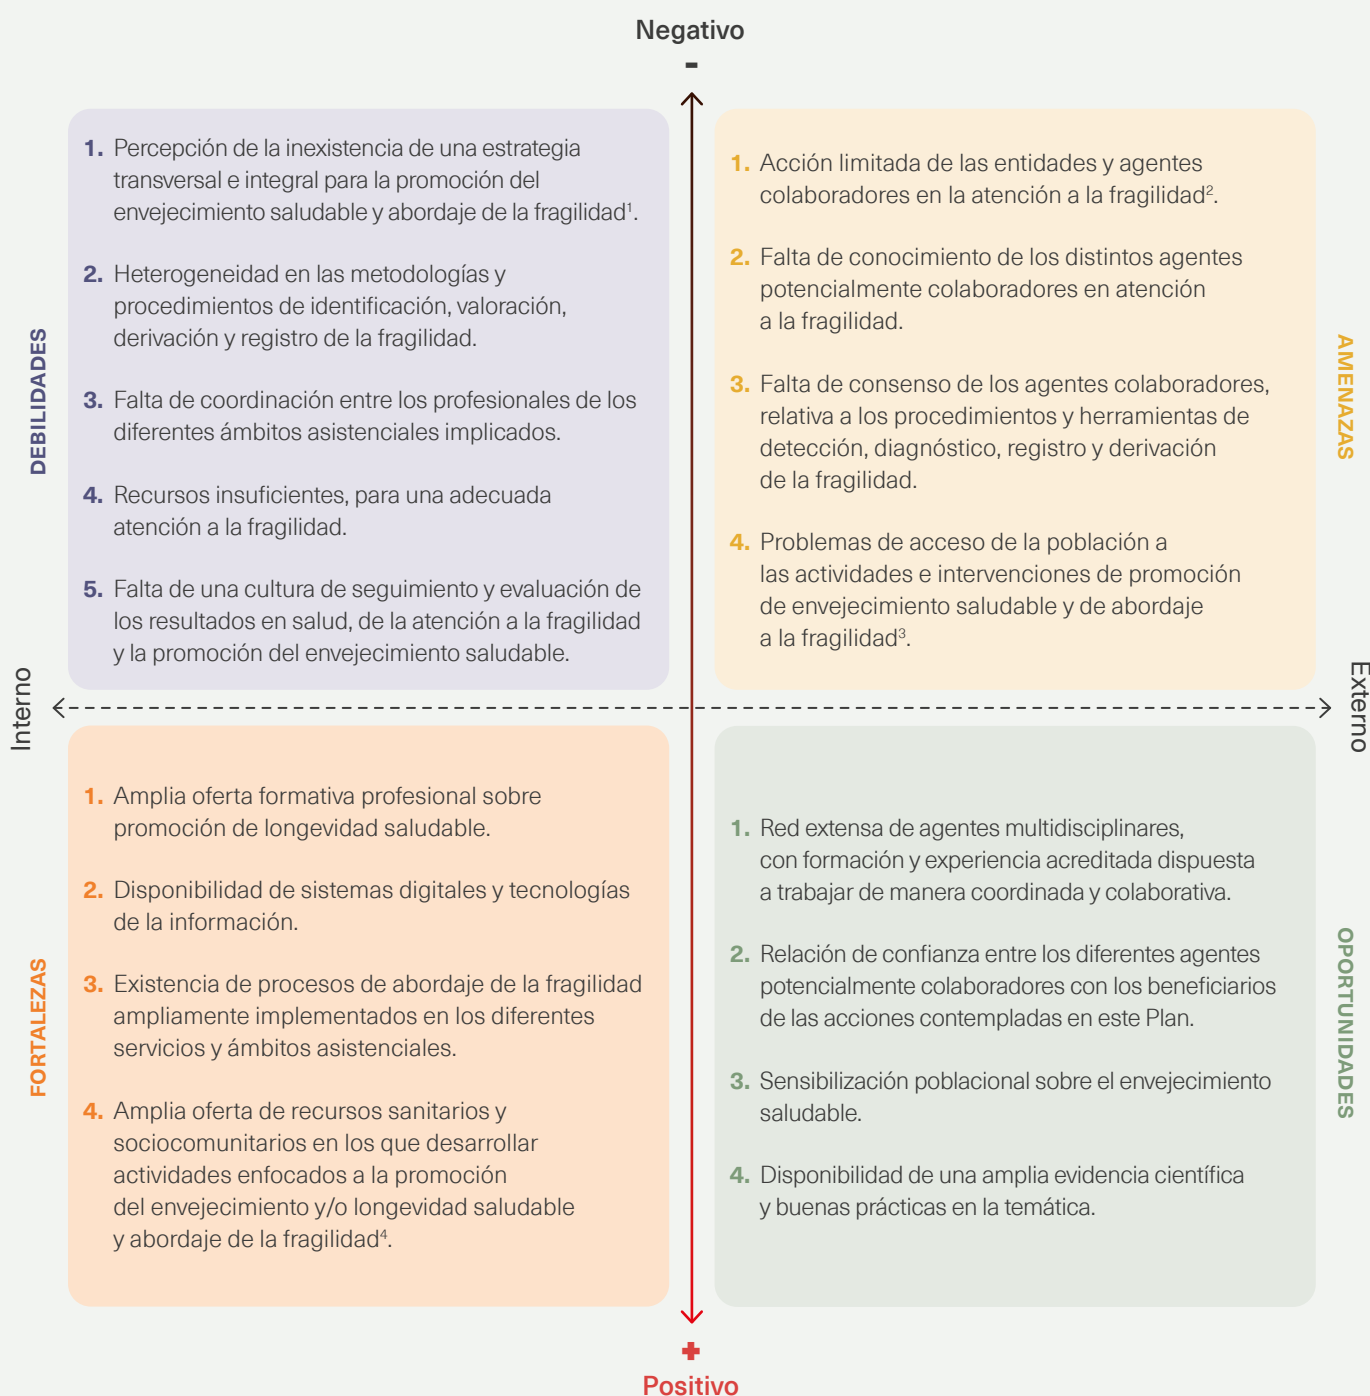 Negativo
-
DEBILIDADES
1. Percepción de la inexistencia de una estrategia
transversal e integral para la promoción del
envejecimiento saludable y abordaje de la fragilidad¹.
2. Heterogeneidad en las metodologías y
procedimientos de identificación, valoración,
derivación y registro de la fragilidad.
3. Falta de coordinación entre los profesionales de los
diferentes ámbitos asistenciales implicados.
4. Recursos insuficientes, para una adecuada
atención a la fragilidad.
5. Falta de una cultura de seguimiento y evaluación de
los resultados en salud, de la atención a la fragilidad
y la promoción del envejecimiento saludable.
AMENAZAS
1. Acción limitada de las entidades y agentes
colaboradores en la atención a la fragilidad².
2. Falta de conocimiento de los distintos agentes
potencialmente colaboradores en atención
a la fragilidad.
3. Falta de consenso de los agentes colaboradores,
relativa a los procedimientos y herramientas de
detección, diagnóstico, registro y derivación
de la fragilidad.
4. Problemas de acceso de la población a
las actividades e intervenciones de promoción
de envejecimiento saludable y de abordaje
a la fragilidad³.
Interno
Externo
FORTALEZAS
1. Amplia oferta formativa profesional sobre
promoción de longevidad saludable.
2. Disponibilidad de sistemas digitales y tecnologías
de la información.
3. Existencia de procesos de abordaje de la fragilidad
ampliamente implementados en los diferentes
servicios y ámbitos asistenciales.
4. Amplia oferta de recursos sanitarios y
sociocomunitarios en los que desarrollar
actividades enfocados a la promoción
del envejecimiento y/o longevidad saludable
y abordaje de la fragilidad⁴.
OPORTUNIDADES
1. Red extensa de agentes multidisciplinares,
con formación y experiencia acreditada dispuesta
a trabajar de manera coordinada y colaborativa.
2. Relación de confianza entre los diferentes agentes
potencialmente colaboradores con los beneficiarios
de las acciones contempladas en este Plan.
3. Sensibilización poblacional sobre el envejecimiento
saludable.
4. Disponibilidad de una amplia evidencia científica
y buenas prácticas en la temática.
+
Positivo